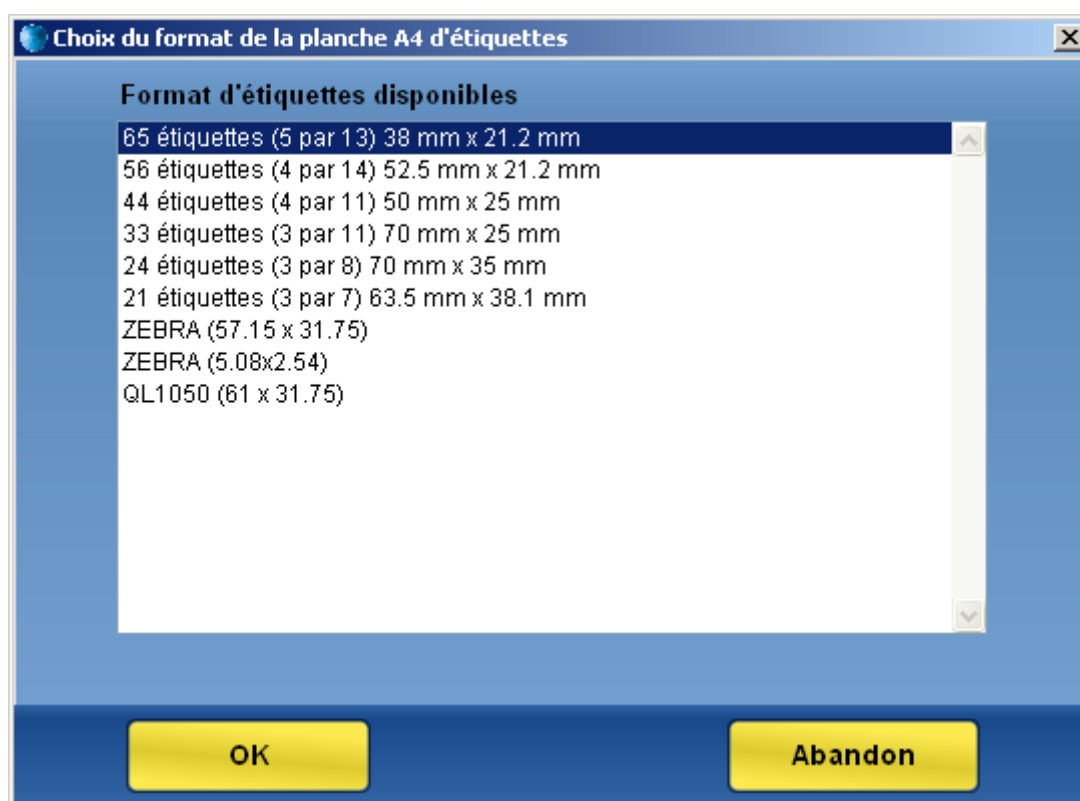 Choix du format de la planche A4 d'étiquettes
Format d'étiquettes disponibles
65 étiquettes (5 par 13) 38 mm x 21.2 mm
56 étiquettes (4 par 14) 52.5 mm x 21.2 mm
44 étiquettes (4 par 11) 50 mm x 25 mm
33 étiquettes (3 par 11) 70 mm x 25 mm
24 étiquettes (3 par 8) 70 mm x 35 mm
21 étiquettes (3 par 7) 63.5 mm x 38.1 mm
ZEBRA (57.15 x 31.75)
ZEBRA (5.08x2.54)
QL1050 (61 x 31.75)
OK
Abandon